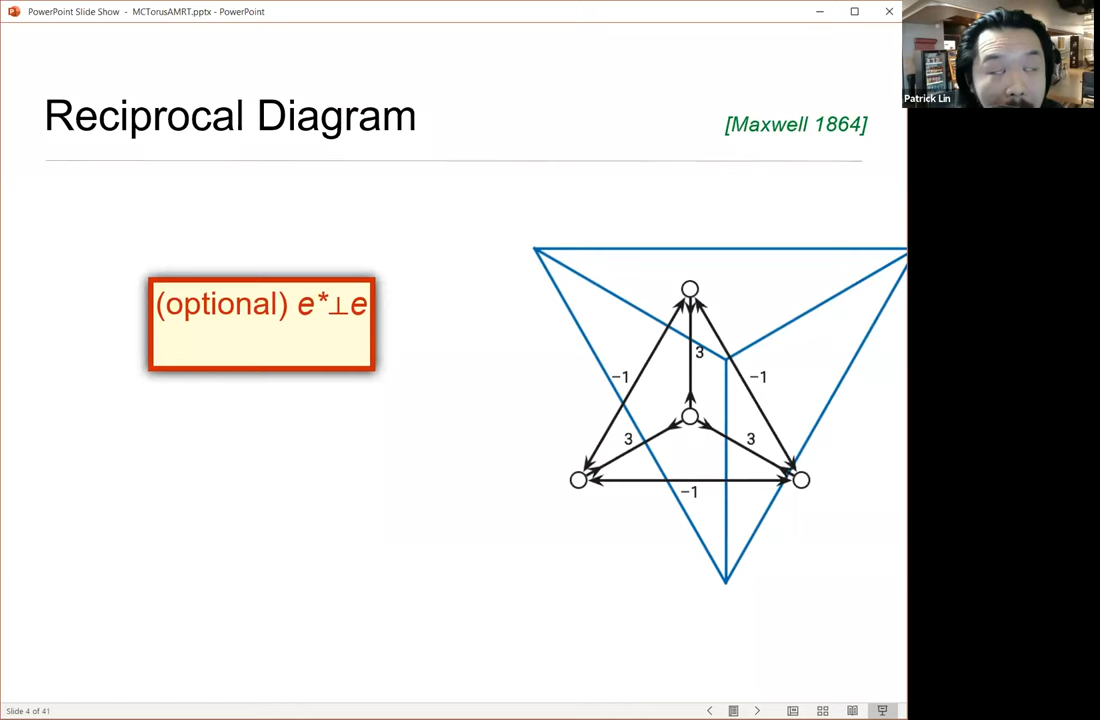 PowerPoint Slide Show - MCTorusAMRT.pptx - PowerPoint
Patrick Lin
Reciprocal Diagram
[Maxwell 1864]
(optional) e*⊥e
3
−1
−1
3
3
−1
Slide 4 of 41